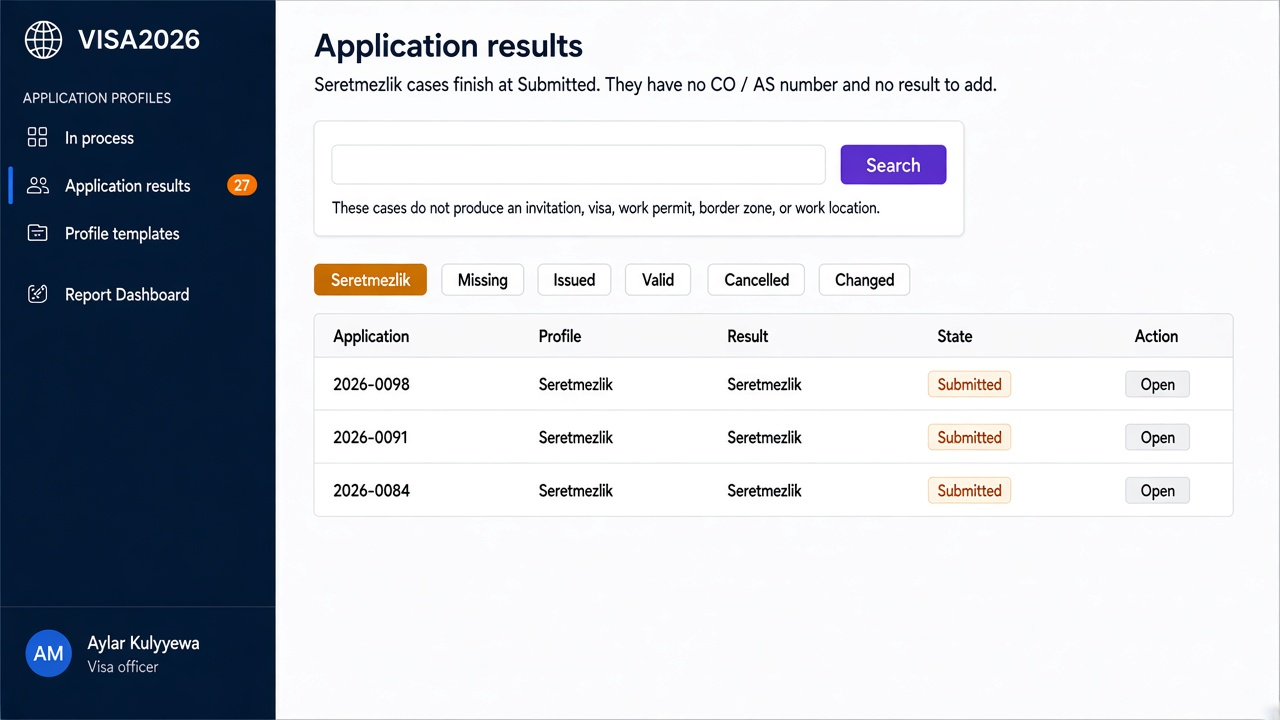 VISA2026
APPLICATION PROFILES
In process
Application results 27
Profile templates
Report Dashboard
AM
Aylar Kulyyewa
Visa officer
Application results
Seretmezlik cases finish at Submitted. They have no CO / AS number and no result to add.
Search
These cases do not produce an invitation, visa, work permit, border zone, or work location.
Seretmezlik Missing Issued Valid Cancelled Changed
Application Profile Result State Action
2026-0098 Seretmezlik Seretmezlik Submitted Open
2026-0091 Seretmezlik Seretmezlik Submitted Open
2026-0084 Seretmezlik Seretmezlik Submitted Open